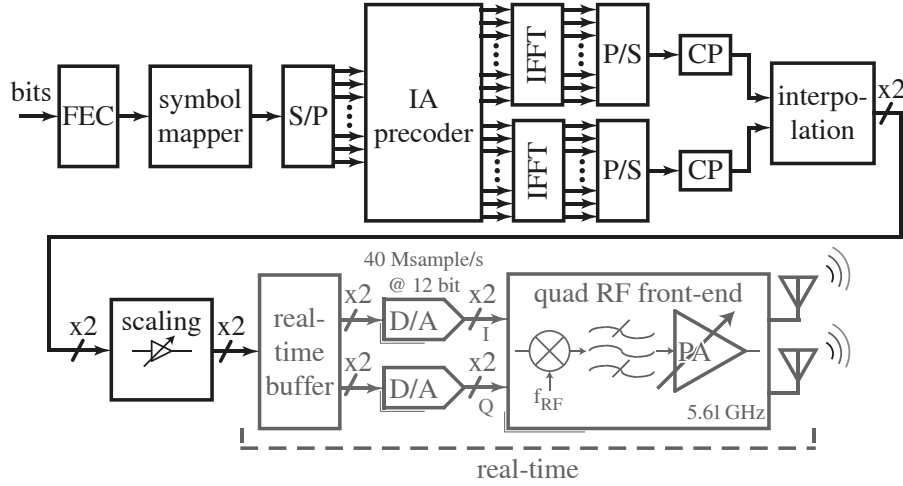 bits
FEC
symbol
mapper
S/P
IA
precoder
IFFT
P/S
CP
IFFT
P/S
CP
interpo-
lation
x2
x2
scaling
x2
real-
time
buffer
40 Msample/s
@ 12 bit
x2
D/A
x2
I
x2
D/A
x2
Q
quad RF front-end
fRF
PA
5.61 GHz
real-time